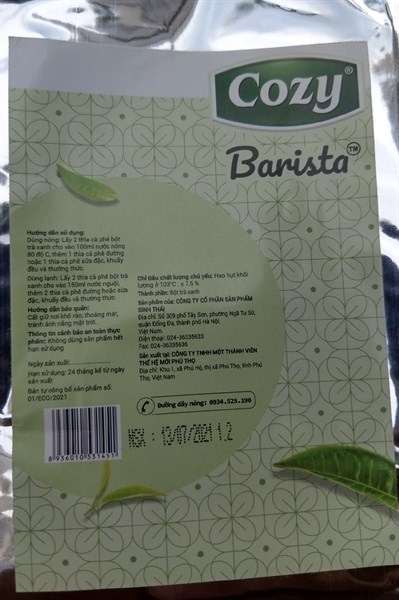 Cozy®
Barista™
Hướng dẫn sử dụng:
Dùng nóng: Lấy 2 thìa cà phê bột
trà xanh cho vào 100ml nước nóng
80 độ C, thêm 1 thìa cà phê đường
hoặc 1 thìa cà phê sữa đặc, khuấy
đều và thưởng thức.
Dùng lạnh: Lấy 2 thìa cà phê bột trà
xanh cho vào 150ml nước nguội,
thêm 2 thìa cà phê đường hoặc sữa
đặc, khuấy đều và thưởng thức
Hướng dẫn bảo quản:
Cất giữ nơi khô ráo, thoáng mát,
tránh ánh nắng mặt trời.
Thông tin cảnh báo an toàn thực
phẩm: Không dùng sản phẩm hết
hạn sử dụng
Ngày sản xuất:
Hạn sử dụng: 24 tháng kể từ ngày
sản xuất
Bản tự công bố sản phẩm số:
01/ECO/2021
8936010531451
Chỉ tiêu chất lượng chủ yếu: Hao hụt khối
lượng ở 103°C : ≤ 7,5 %
Thành phần: Bột trà xanh
Sản phẩm của: CÔNG TY CỔ PHẦN SẢN PHẨM
SINH THÁI
Địa chỉ: Số 309 phố Tây Sơn, phường Ngã Tư Sở,
quận Đống Đa, thành phố Hà Nội,
Việt Nam.
Điện thoại: 024-36335633
Fax: 024-36335636
Sản xuất tại: CÔNG TY TNHH MỘT THÀNH VIÊN
THẾ HỆ MỚI PHÚ THỌ
Địa chỉ: Khu 1, xã Phú Hộ, thị xã Phú Thọ, tỉnh Phú
Thọ, Việt Nam
Đường dây nóng: 0934.525.196
NSX : 13/07/2021 1.2